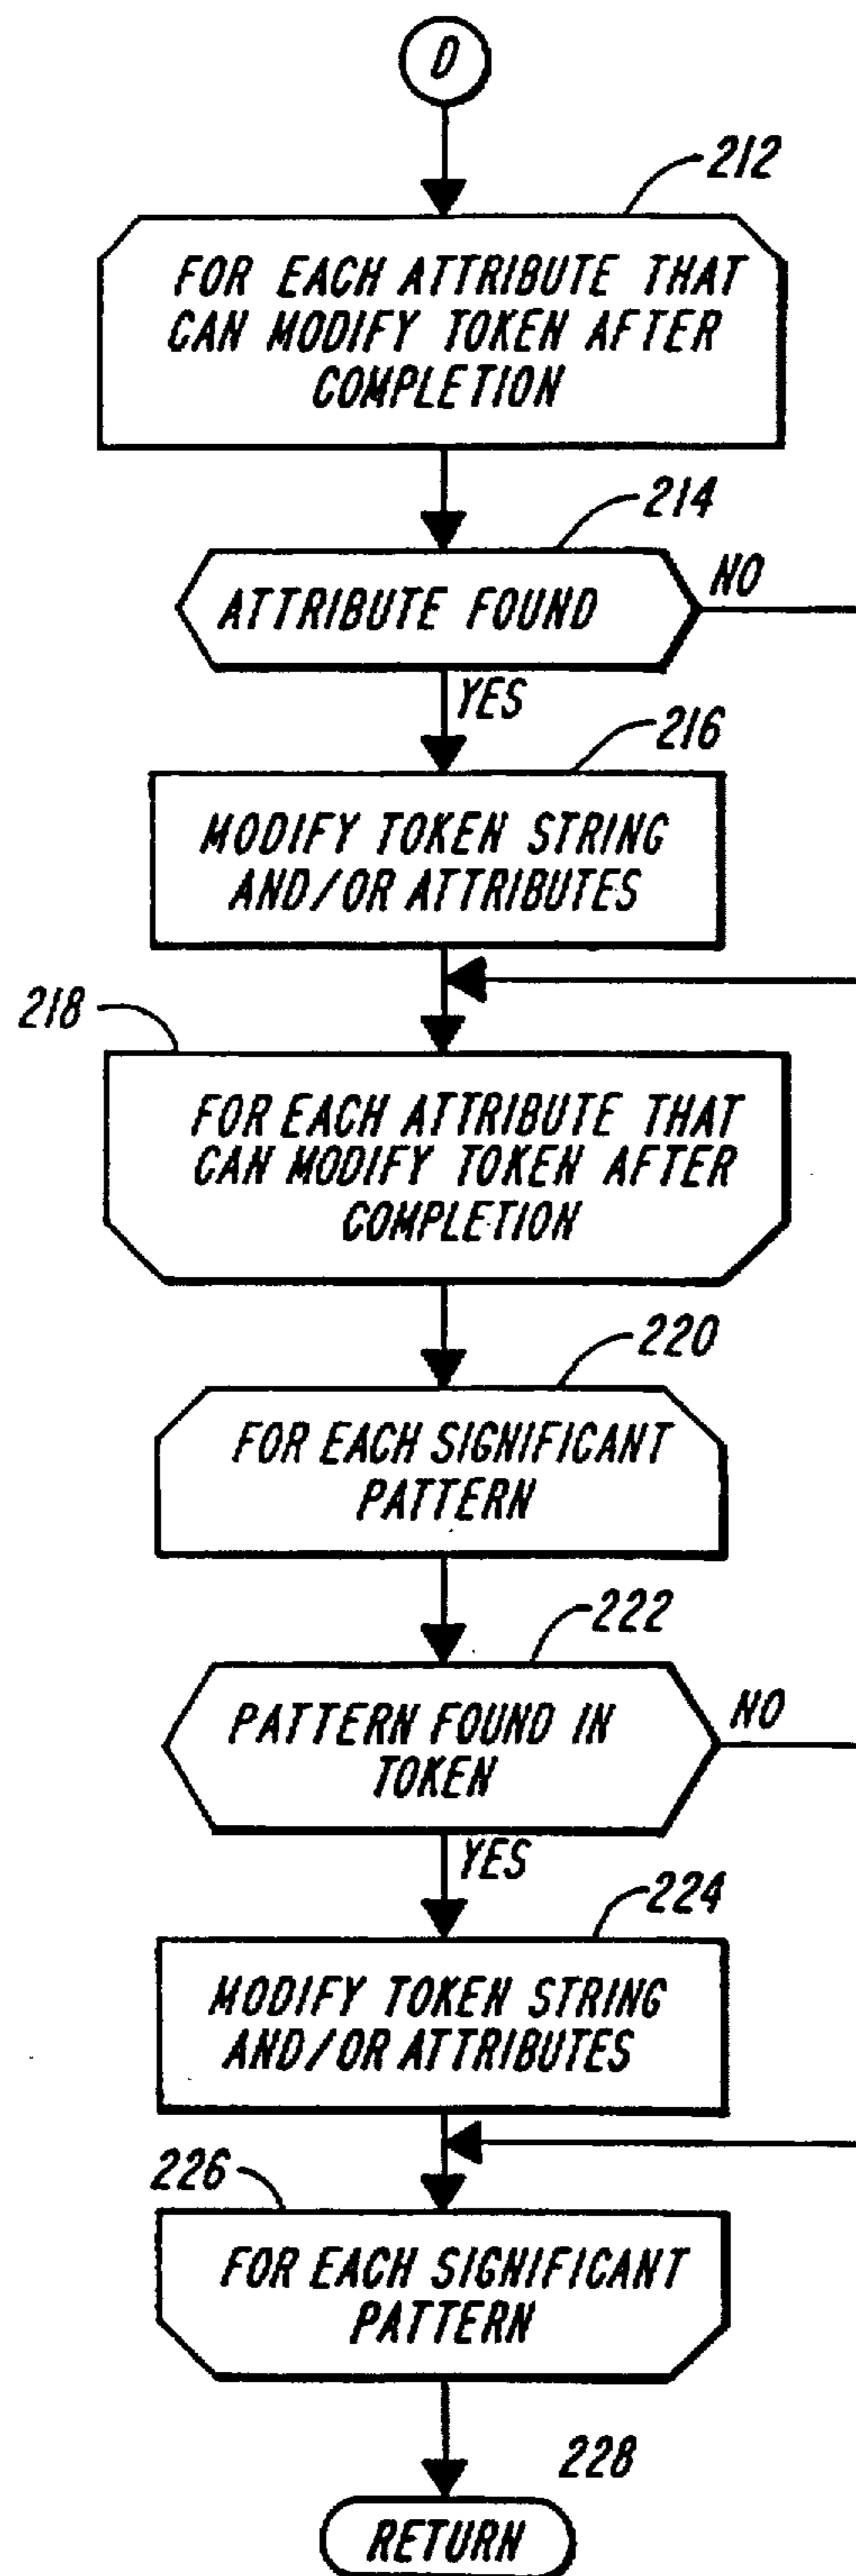 D
212
FOR EACH ATTRIBUTE THAT
CAN MODIFY TOKEN AFTER
COMPLETION
214
ATTRIBUTE FOUND
NO
YES
216
MODIFY TOKEN STRING
AND/OR ATTRIBUTES
218
FOR EACH ATTRIBUTE THAT
CAN MODIFY TOKEN AFTER
COMPLETION
220
FOR EACH SIGNIFICANT
PATTERN
222
PATTERN FOUND IN
TOKEN
NO
YES
224
MODIFY TOKEN STRING
AND/OR ATTRIBUTES
226
FOR EACH SIGNIFICANT
PATTERN
228
RETURN